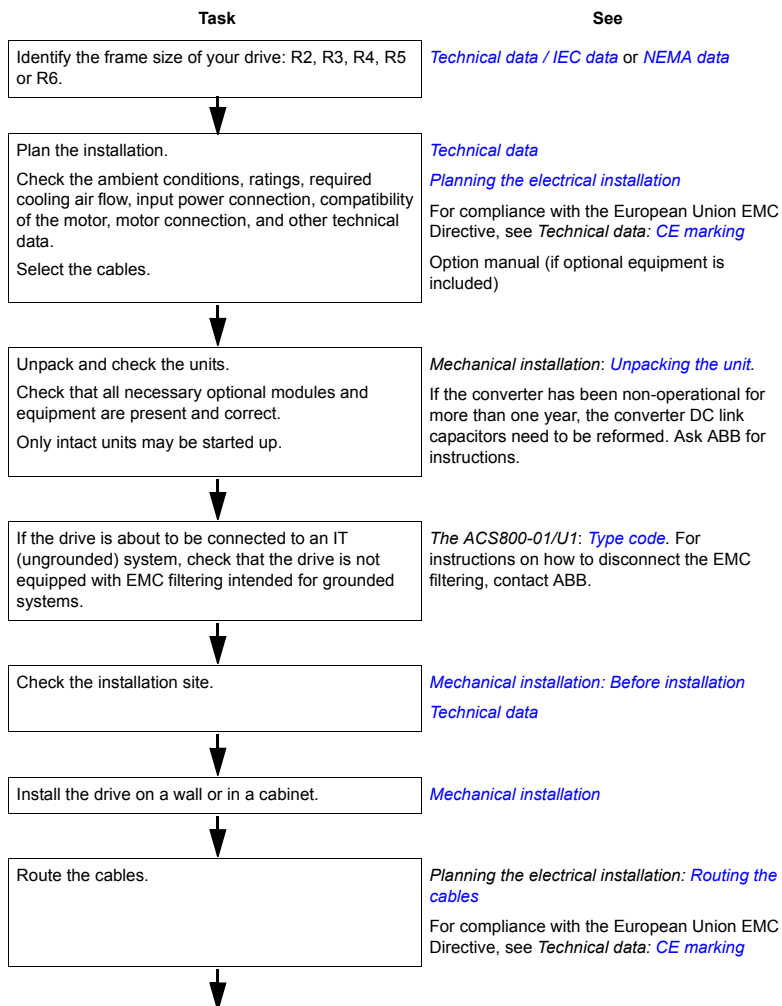 Task
See
Identify the frame size of your drive: R2, R3, R4, R5
or R6.
Technical data / IEC data or NEMA data
Plan the installation.
Check the ambient conditions, ratings, required
cooling air flow, input power connection, compatibility
of the motor, motor connection, and other technical
data.
Select the cables.
Technical data
Planning the electrical installation
For compliance with the European Union EMC
Directive, see Technical data: CE marking
Option manual (if optional equipment is
included)
Unpack and check the units.
Check that all necessary optional modules and
equipment are present and correct.
Only intact units may be started up.
Mechanical installation: Unpacking the unit.
If the converter has been non-operational for
more than one year, the converter DC link
capacitors need to be reformed. Ask ABB for
instructions.
If the drive is about to be connected to an IT
(ungrounded) system, check that the drive is not
equipped with EMC filtering intended for grounded
systems.
The ACS800-01/U1: Type code. For
instructions on how to disconnect the EMC
filtering, contact ABB.
Check the installation site.
Mechanical installation: Before installation
Technical data
Install the drive on a wall or in a cabinet.
Mechanical installation
Route the cables.
Planning the electrical installation: Routing the
cables
For compliance with the European Union EMC
Directive, see Technical data: CE marking